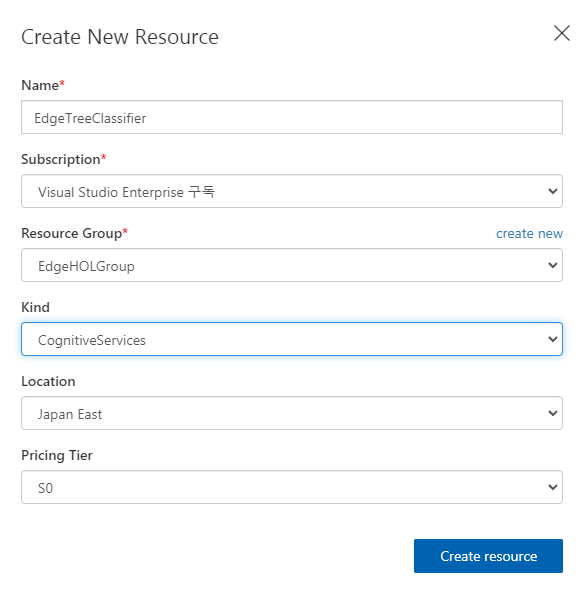 Create New Resource
Name*
EdgeTreeClassifier
Subscription*
Visual Studio Enterprise 구독
Resource Group* create new
EdgeHOLGroup
Kind
CognitiveServices
Location
Japan East
Pricing Tier
S0
Create resource